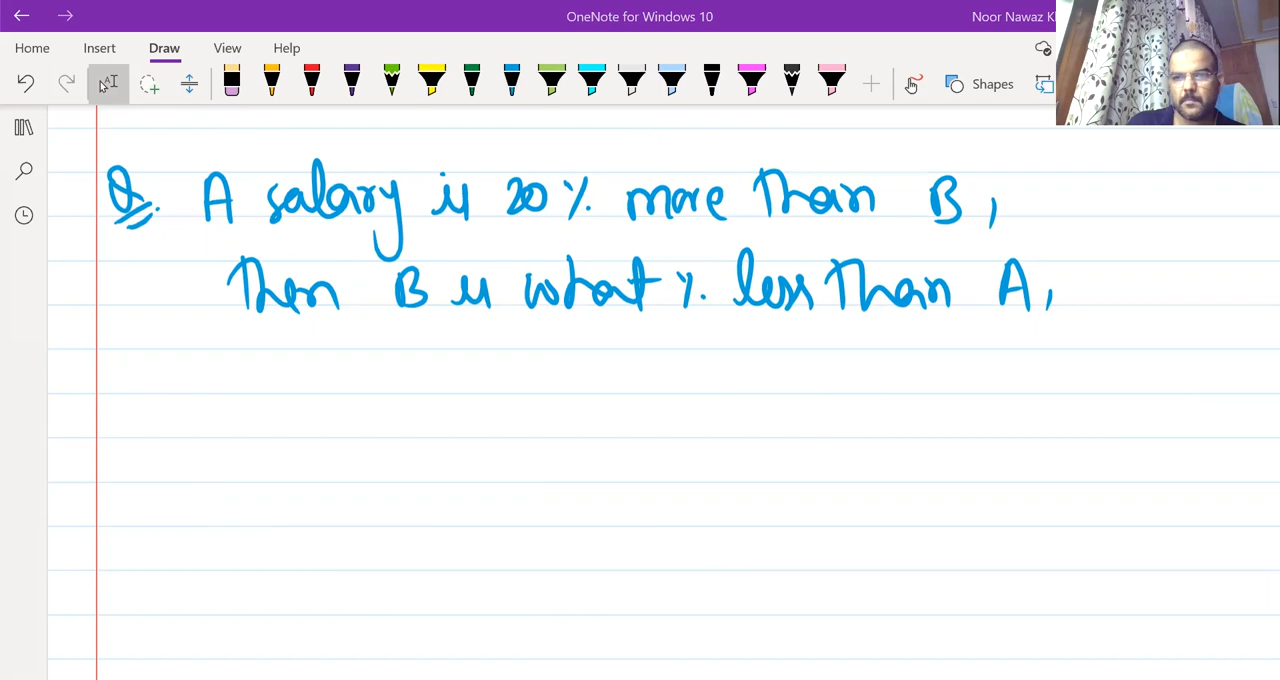 OneNote for Windows 10
Noor Nawaz Kh
Home Insert Draw View Help
Shapes
Q. A salary is 20 % more than B,
then B is what % less than A,